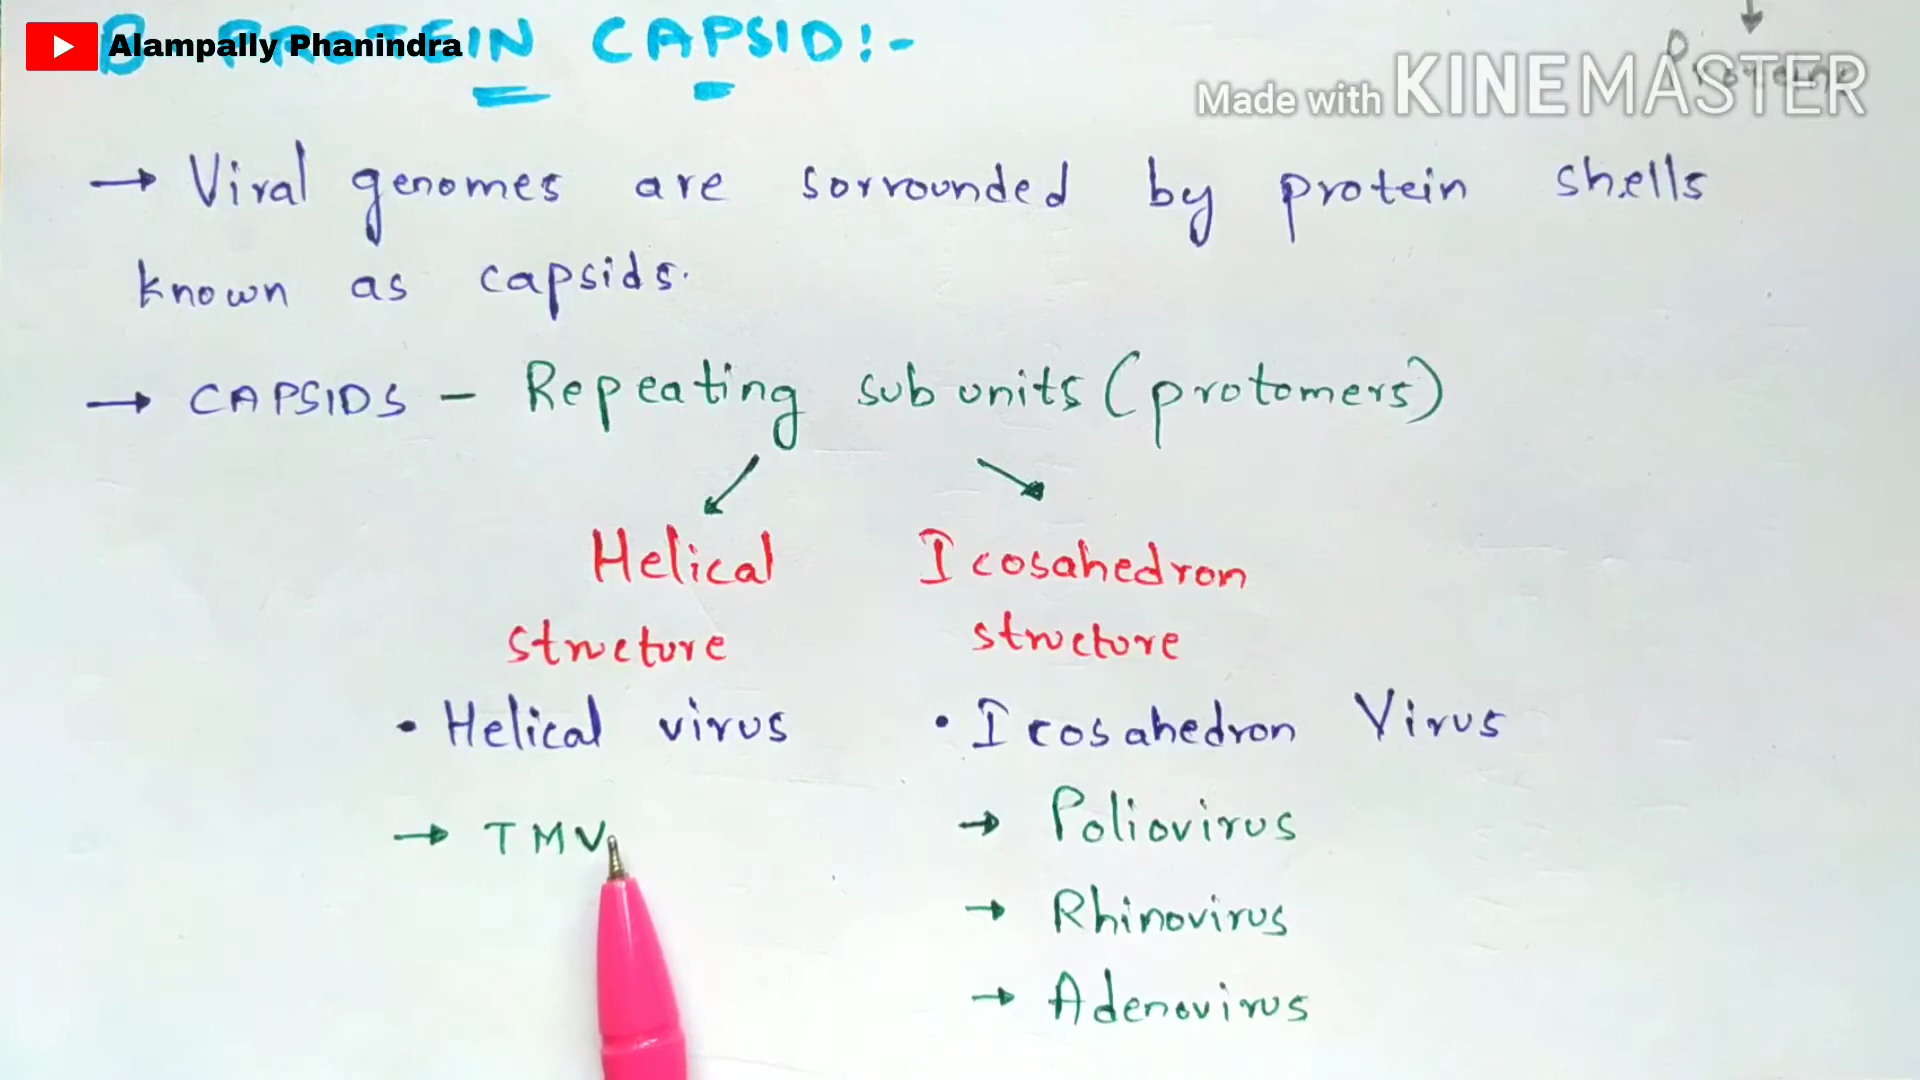 Alampally Phanindra
B PROTEIN CAPSID:-
Made with KINEMASTER
→ Viral genomes are sorrounded by protein shells
known as capsids.
→ CAPSIDS - Repeating sub units (protomers)
Helical Icosahedron
structure structure
• Helical virus • Icosahedron Virus
→ TMV → Poliovirus
→ Rhinovirus
→ Adenovirus